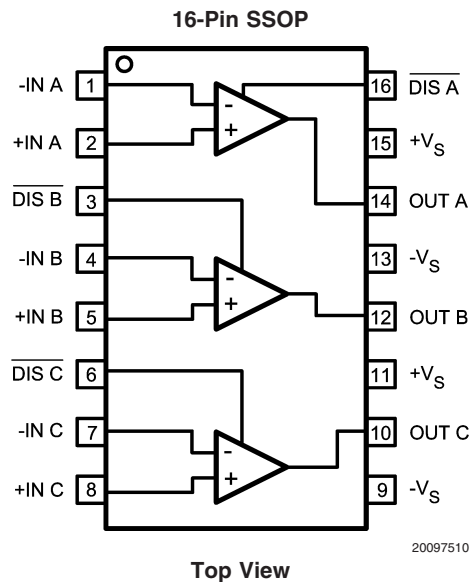 16-Pin SSOP
-IN A 1 - + 16 DIS A
+IN A 2 15 +VS
DIS B 3 14 OUT A
-IN B 4 - 13 -VS
+IN B 5 + 12 OUT B
DIS C 6 11 +VS
-IN C 7 - 10 OUT C
+IN C 8 + 9 -VS
20097510
Top View